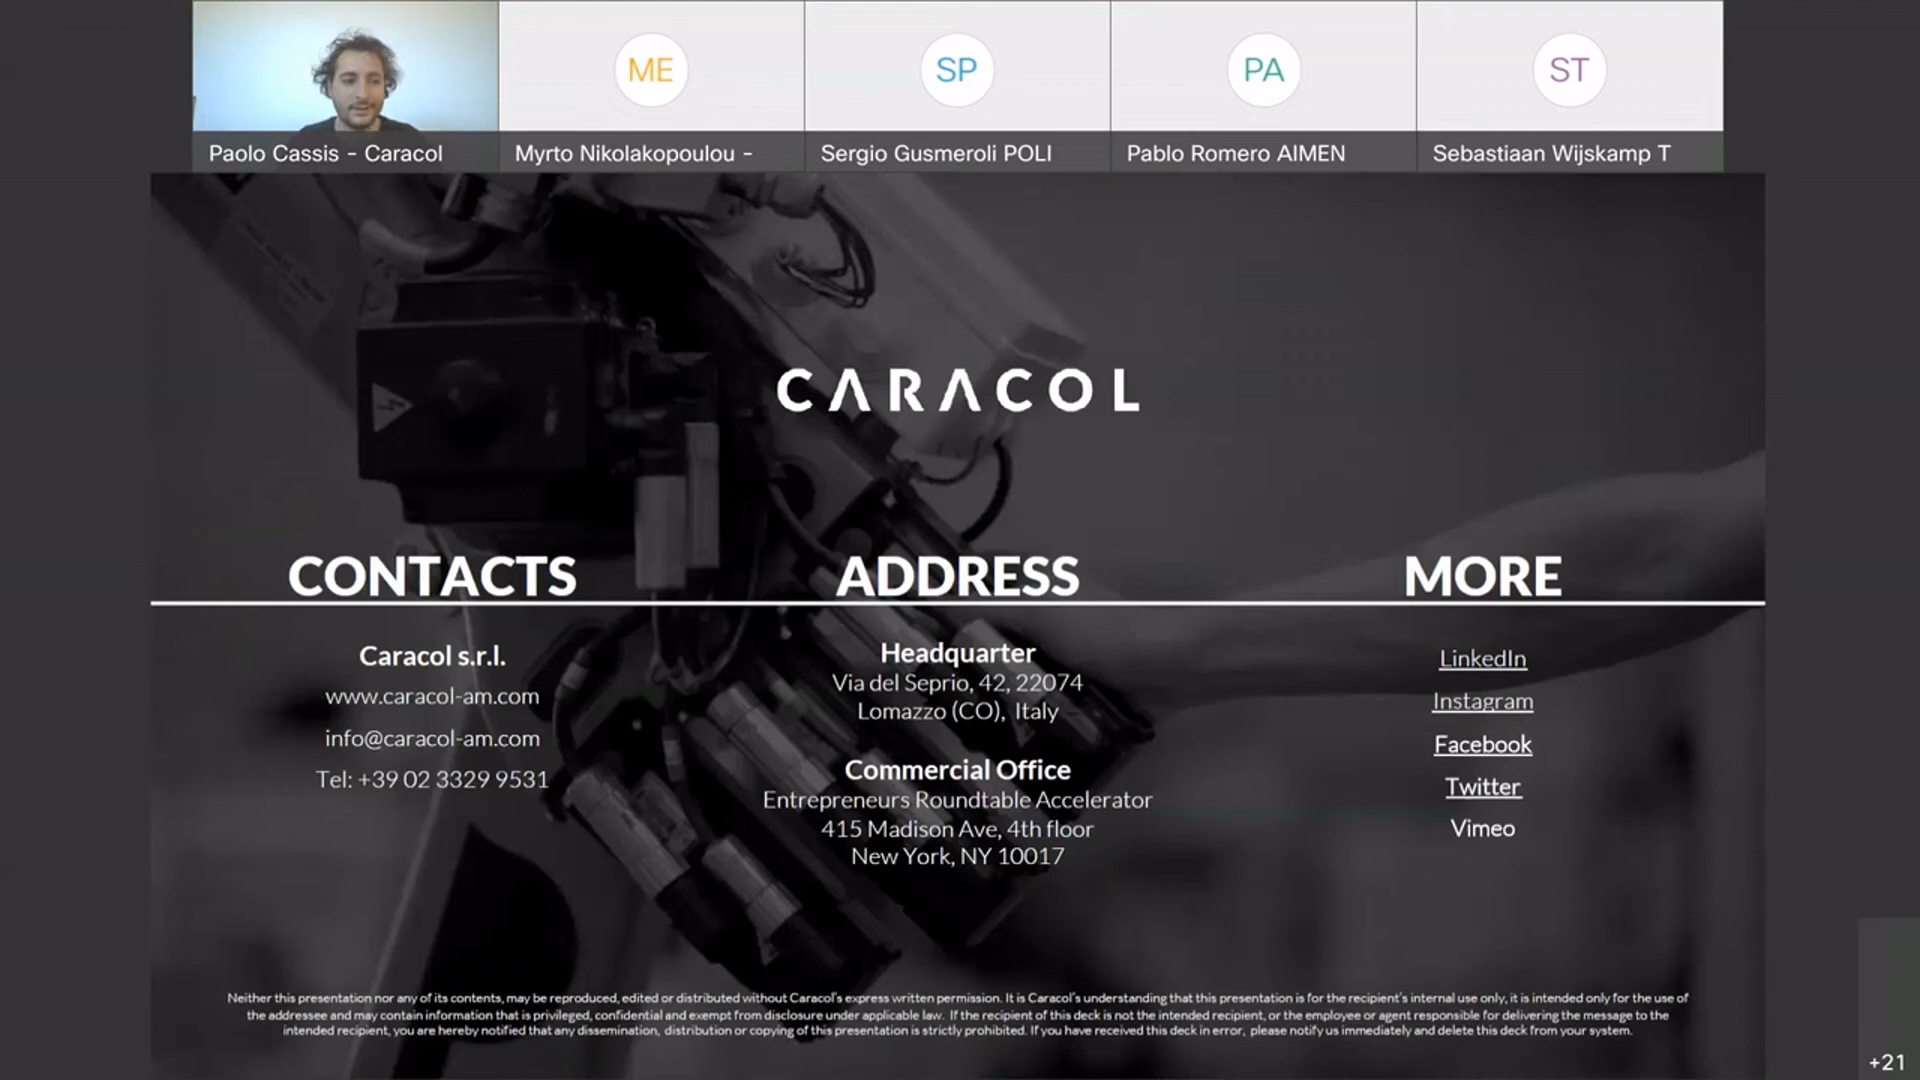 ME
SP
PA
ST
Paolo Cassis - Caracol
Myrto Nikolakopoulou -
Sergio Gusmeroli POLI
Pablo Romero AIMEN
Sebastiaan Wijskamp T
CARACOL
CONTACTS
Caracol s.r.l.
www.caracol-am.com
info@caracol-am.com
Tel: +39 02 3329 9531
ADDRESS
Headquarter
Via del Seprio, 42, 22074
Lomazzo (CO), Italy
Commercial Office
Entrepreneurs Roundtable Accelerator
415 Madison Ave, 4th floor
New York, NY 10017
MORE
LinkedIn
Instagram
Facebook
Twitter
Vimeo
Neither this presentation nor any of its contents, may be reproduced, edited or distributed without Caracol's express written permission. It is Caracol's understanding that this presentation is for the recipient's internal use only, it is intended only for the use of
the addressee and may contain information that is privileged, confidential and exempt from disclosure under applicable law. If the recipient of this deck is not the intended recipient, or the employee or agent responsible for delivering the message to the
intended recipient, you are hereby notified that any dissemination, distribution or copying of this presentation is strictly prohibited. If you have received this deck in error, please notify us immediately and delete this deck from your system.
+21